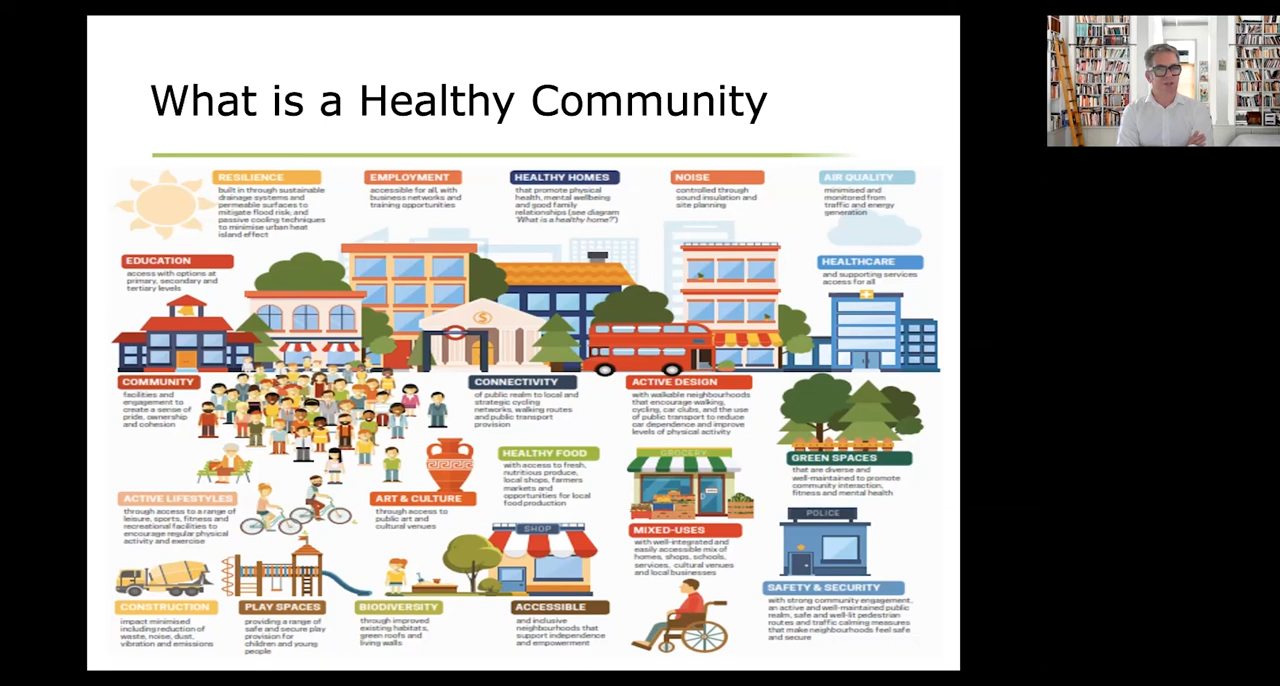 What is a Healthy Community
RESILIENCE
built in through sustainable
drainage systems and
permeable surfaces to
mitigate flood risk, and
passive cooling techniques
to minimise urban heat
island effect
EMPLOYMENT
accessible for all, with
business networks and
training opportunities
HEALTHY HOMES
that promote physical
health, mental wellbeing
and good family
relationships (see diagram
'What is a healthy home?')
NOISE
controlled through
sound insulation and
site planning
AIR QUALITY
minimised and
monitored from
traffic and energy
generation
EDUCATION
access with options at
primary, secondary and
tertiary levels
HEALTHCARE
and supporting services
access for all
$
COMMUNITY
facilities and
engagement to
create a sense of
pride, ownership
and cohesion
CONNECTIVITY
of public realm to local and
strategic cycling
networks, walking routes
and public transport
provision
ACTIVE DESIGN
with walkable neighbourhoods
that encourage walking,
cycling, car clubs, and the use
of public transport to reduce
car dependence and improve
levels of physical activity
HEALTHY FOOD
with access to fresh,
nutritious produce,
local shops, farmers
markets and
opportunities for local
food production
GROCERY
GREEN SPACES
that are diverse and
well-maintained to promote
community interaction,
fitness and mental health
ACTIVE LIFESTYLES
through access to a range of
leisure, sports, fitness and
recreational facilities to
encourage regular physical
activity and exercise
ART & CULTURE
through access to
public art and
cultural venues
SHOP
MIXED-USES
with well-integrated and
easily accessible mix of
homes, shops, schools,
services, cultural venues
and local businesses
POLICE
SAFETY & SECURITY
with strong community engagement,
an active and well-maintained public
realm, safe and well-lit pedestrian
routes and traffic calming measures
that make neighbourhoods feel safe
and secure
CONSTRUCTION
impact minimised
including reduction of
waste, noise, dust,
vibration and emissions
PLAY SPACES
providing a range of
safe and secure play
provision for
children and young
people
BIODIVERSITY
through improved
existing habitats,
green roofs and
living walls
ACCESSIBLE
and inclusive
neighbourhoods that
support independence
and empowerment